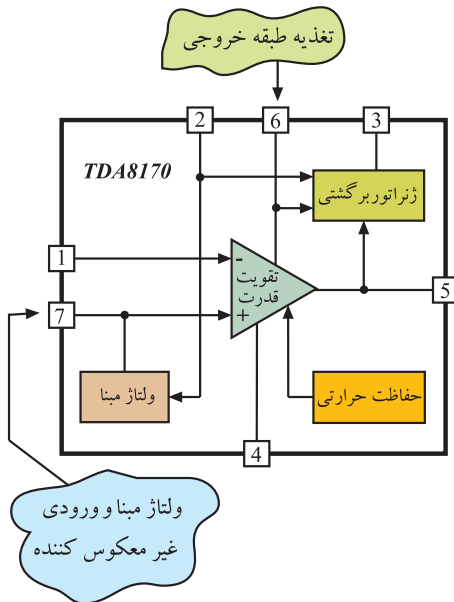 تغذیه طبقه خروجی
2
6
3
TDA8170
ژنراتور برگشتی
1
-
تقویت
قدرت
+
5
7
ولتاژ مبنا
حفاظت حرارتی
4
ولتاژ مبنا و ورودی
غیر معکوس کننده